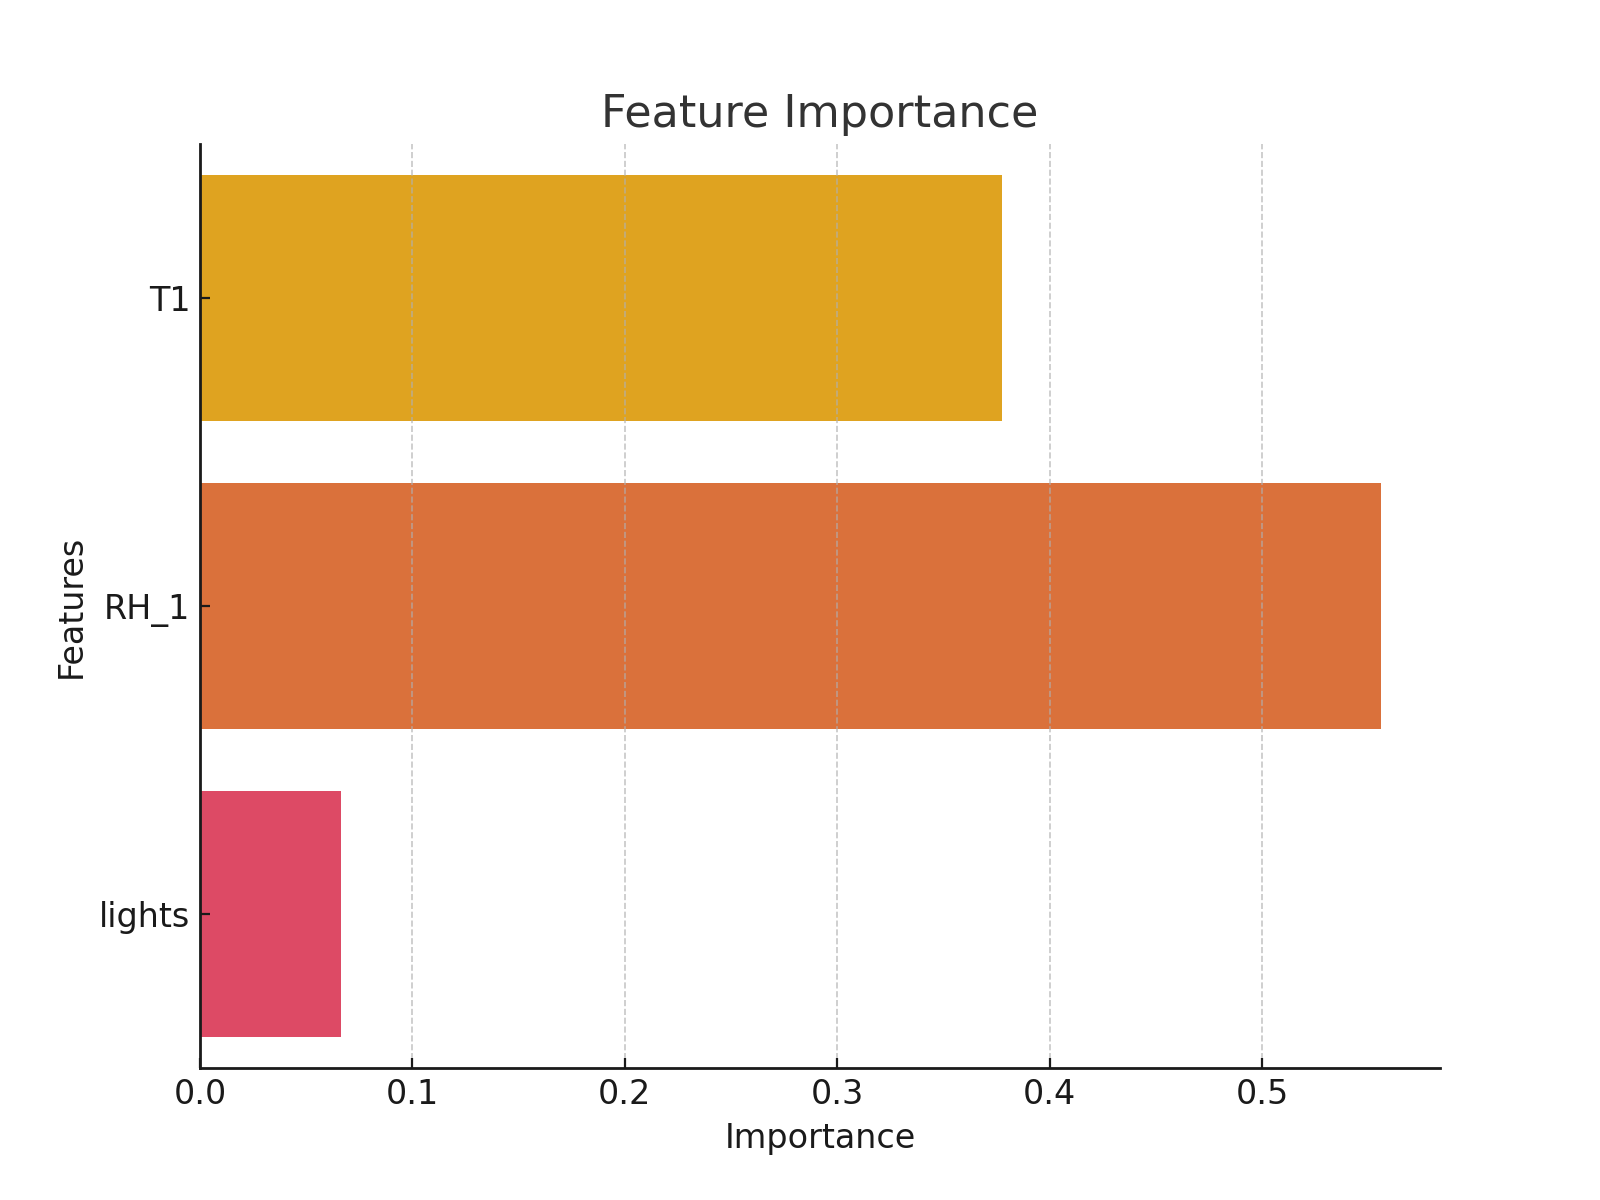 Feature Importance
T1
RH_1
lights
Features
0.0 0.1 0.2 0.3 0.4 0.5
Importance